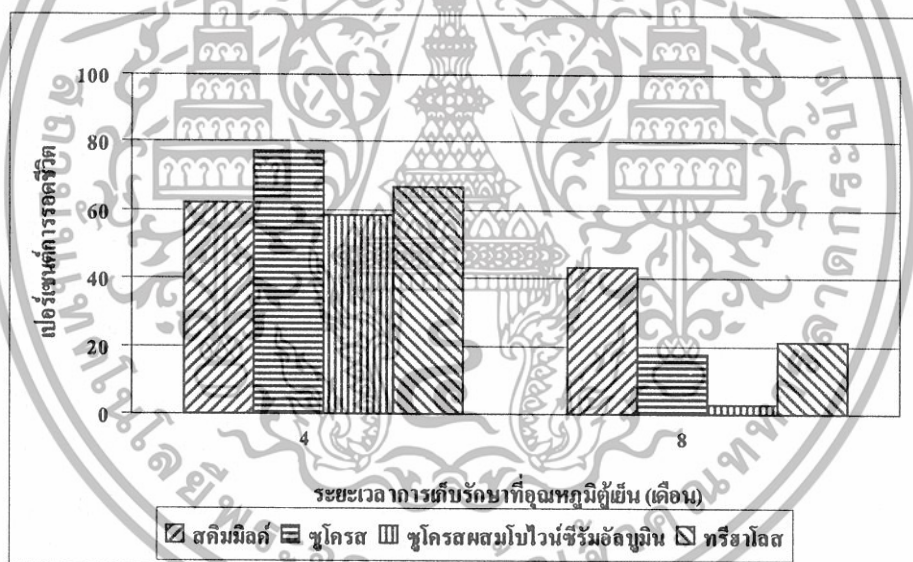 100
80
60
40
20
0
เปอร์เซนต์การรอดชีวิต
4 8
ระยะเวลาการเก็บรักษาที่อุณหภูมิตู้เย็น (เดือน)
สคิมมิลค์ ซูโครส ซูโครสผสมโบไวน์ซีรัมอัลบูมิน ทรีฮาโลส